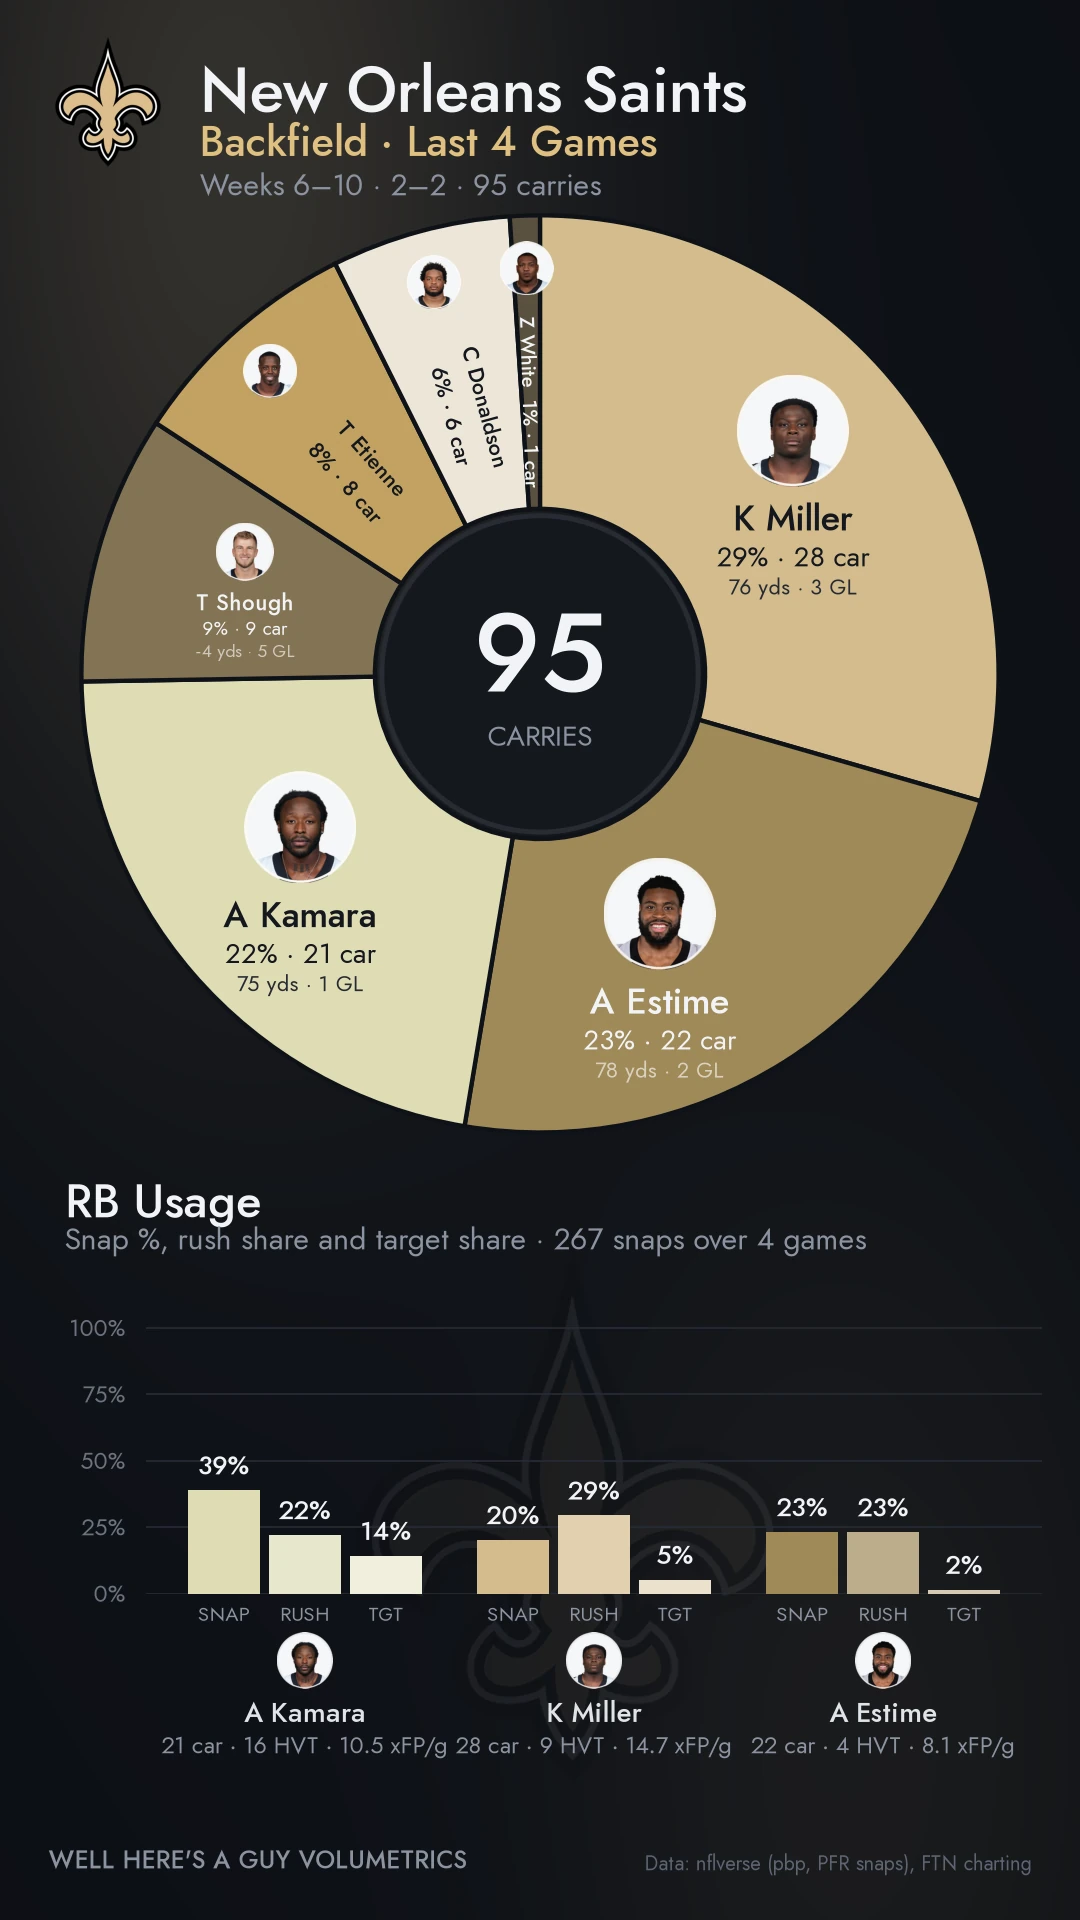 New Orleans Saints
Backfield · Last 4 Games
Weeks 6–10 · 2–2 · 95 carries
K Miller
29% · 28 car
76 yds · 3 GL
A Estime
23% · 22 car
78 yds · 2 GL
A Kamara
22% · 21 car
75 yds · 1 GL
T Shough
9% · 9 car
-4 yds · 5 GL
T Etienne
8% · 8 car
C Donaldson
6% · 6 car
Z White 1% · 1 car
95
CARRIES
RB Usage
Snap %, rush share and target share · 267 snaps over 4 games
100%
75%
50%
25%
0%
39%
22%
14%
20%
29%
5%
23%
23%
2%
SNAP RUSH TGT
SNAP RUSH TGT
SNAP RUSH TGT
A Kamara
21 car · 16 HVT · 10.5 xFP/g
K Miller
28 car · 9 HVT · 14.7 xFP/g
A Estime
22 car · 4 HVT · 8.1 xFP/g
WELL HERE'S A GUY VOLUMETRICS
Data: nflverse (pbp, PFR snaps), FTN charting